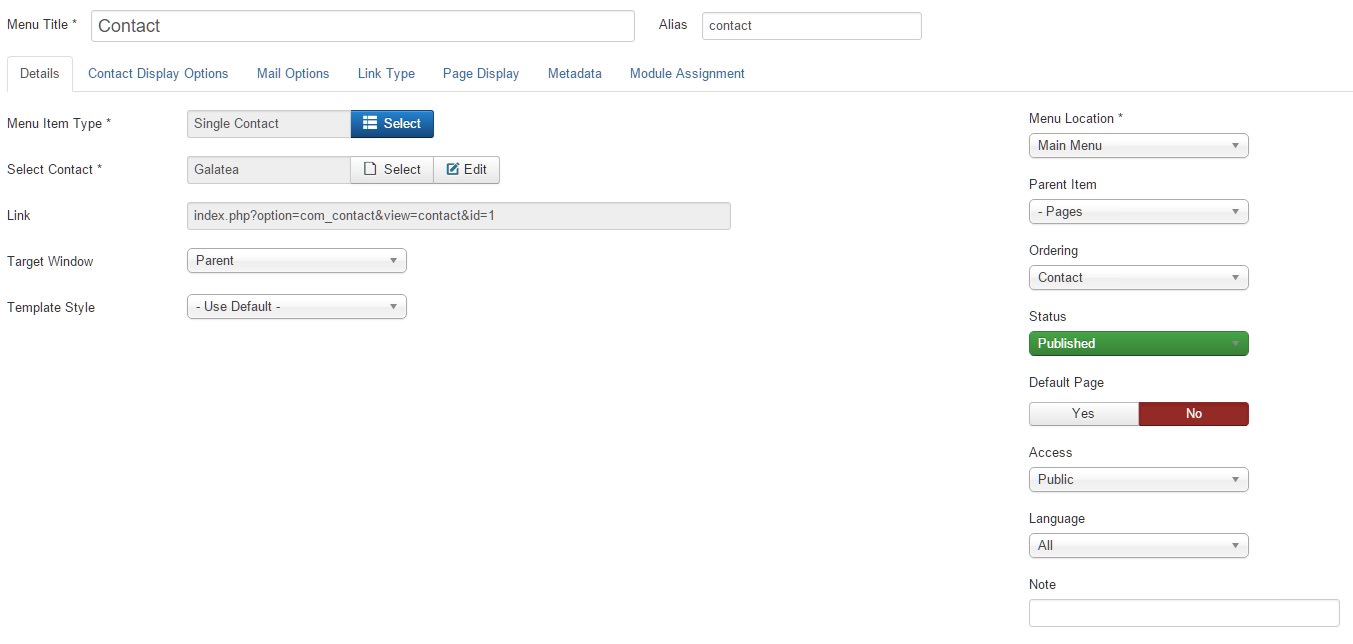 Menu Title * Contact Alias contact
Details Contact Display Options Mail Options Link Type Page Display Metadata Module Assignment
Menu Item Type * Single Contact Select
Select Contact * Galatea Select Edit
Link index.php?option=com_contact&view=contact&id=1
Target Window Parent
Template Style - Use Default -
Menu Location *
Main Menu
Parent Item
- Pages
Ordering
Contact
Status
Published
Default Page
Yes No
Access
Public
Language
All
Note